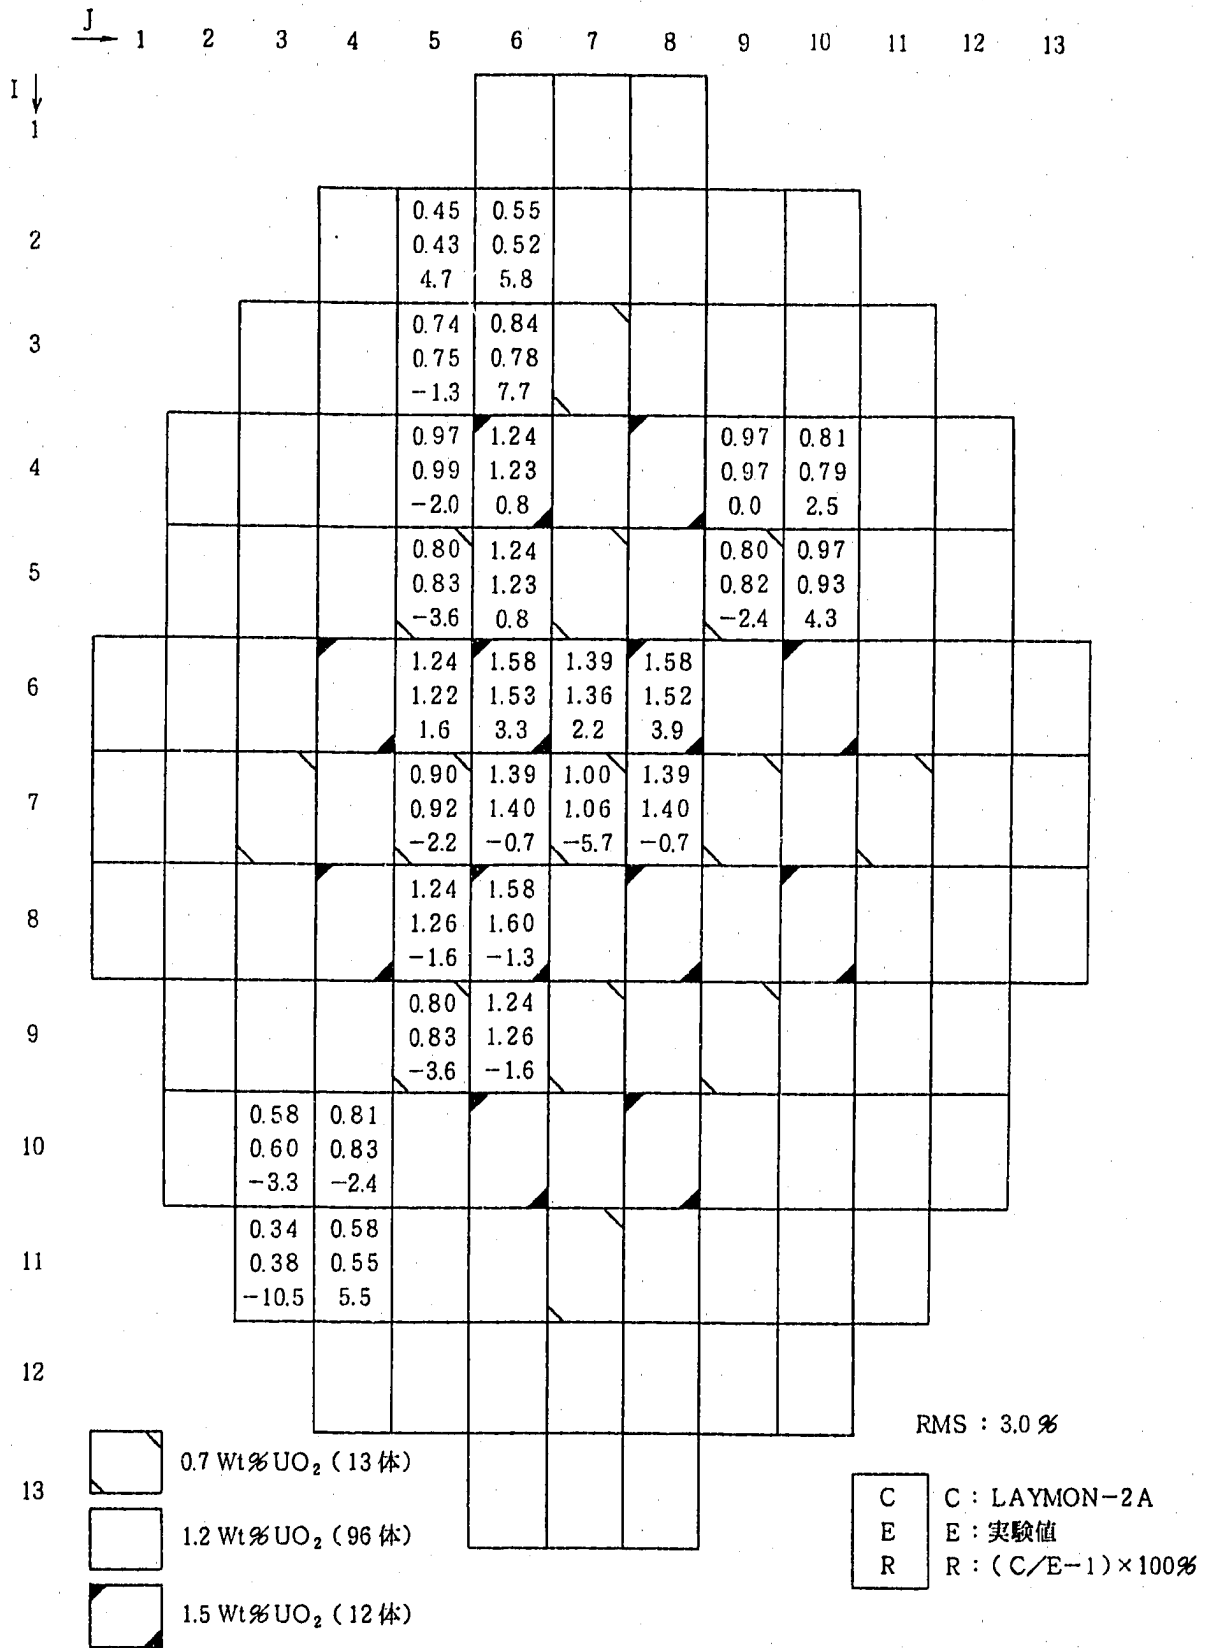 J
→ 1 2 3 4 5 6 7 8 9 10 11 12 13
I ↓
1
0.45 0.55
2 0.43 0.52
4.7 5.8
0.74 0.84
3 0.75 0.78
−1.3 7.7
0.97 1.24 0.97 0.81
4 0.99 1.23 0.97 0.79
−2.0 0.8 0.0 2.5
0.80 1.24 0.80 0.97
5 0.83 1.23 0.82 0.93
−3.6 0.8 −2.4 4.3
1.24 1.58 1.39 1.58
6 1.22 1.53 1.36 1.52
1.6 3.3 2.2 3.9
0.90 1.39 1.00 1.39
7 0.92 1.40 1.06 1.40
−2.2 −0.7 −5.7 −0.7
1.24 1.58
8 1.26 1.60
−1.6 −1.3
0.80 1.24
9 0.83 1.26
−3.6 −1.6
0.58 0.81
10 0.60 0.83
−3.3 −2.4
0.34 0.58
11 0.38 0.55
−10.5 5.5
12
RMS : 3.0 %
0.7 Wt% UO₂ (13 体)
13
1.2 Wt% UO₂ (96 体)
1.5 Wt% UO₂ (12 体)
C C : LAYMON−2A
E E : 実験値
R R : (C/E−1)×100%